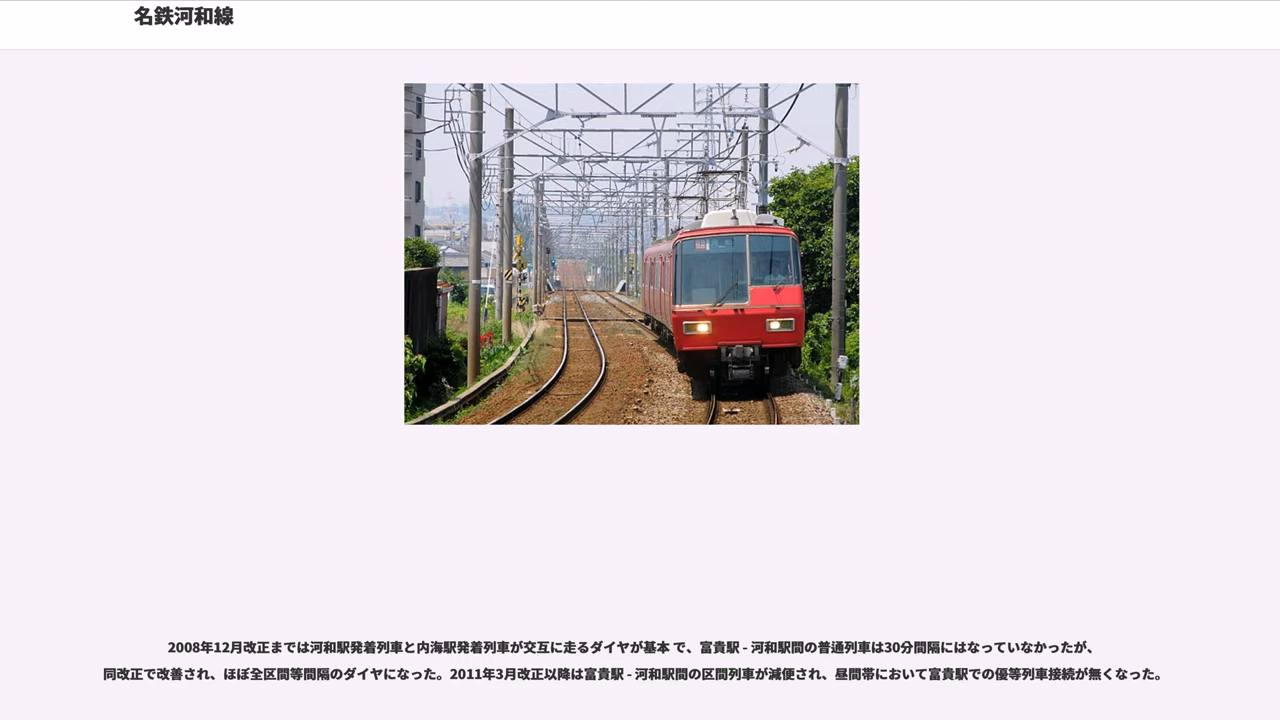 名鉄河和線
2008年12月改正までは河和駅発着列車と内海駅発着列車が交互に走るダイヤが基本 で、富貴駅 - 河和駅間の普通列車は30分間隔にはなっていなかったが、
同改正で改善され、ほぼ全区間等間隔のダイヤになった。2011年3月改正以降は富貴駅 - 河和駅間の区間列車が減便され、昼間帯において富貴駅での優等列車接続が無くなった。